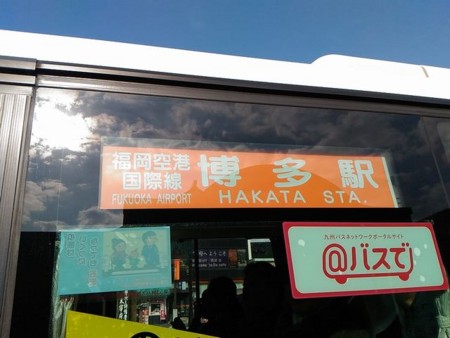 福岡空港
国際線
FUKUOKA AIRPORT
博多駅
HAKATA STA.
九州バスネットワークポータルサイト
@バスで